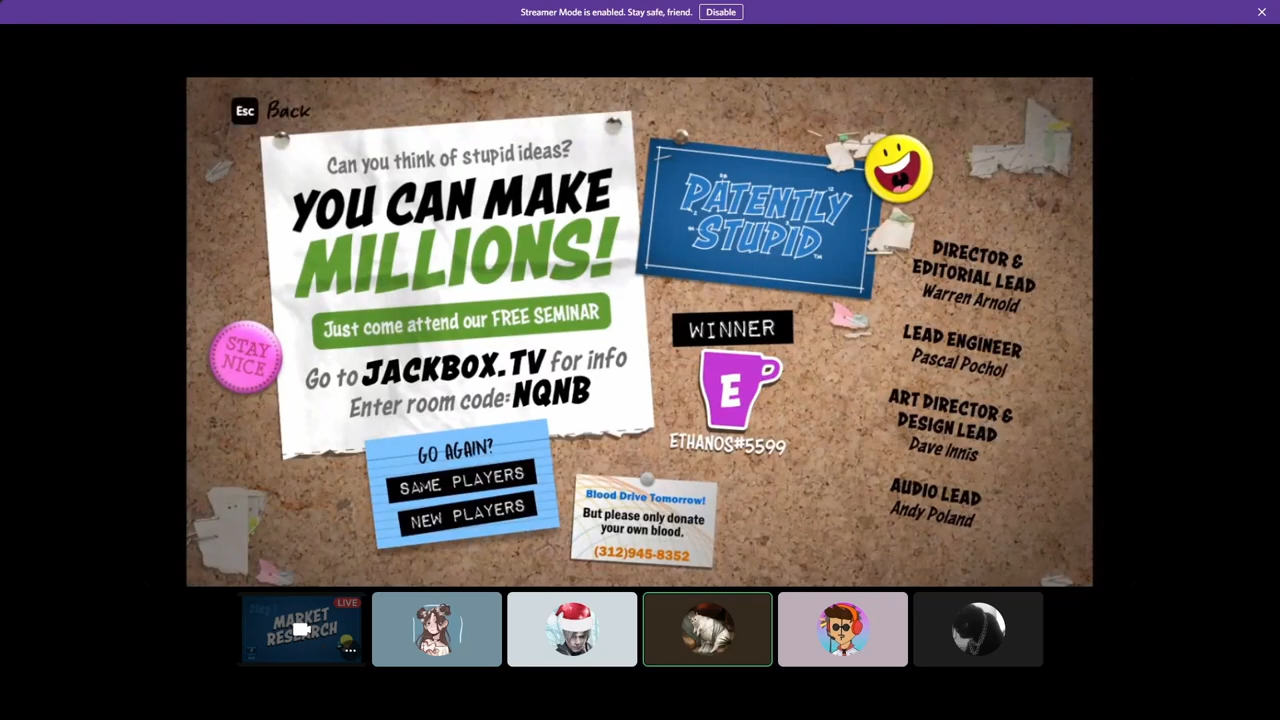 Streamer Mode is enabled. Stay safe, friend.
Disable
Esc
Back
Can you think of stupid ideas?
YOU CAN MAKE
MILLIONS!
Just come attend our FREE SEMINAR
Go to JACKBOX.TV for info
Enter room code: NQNB
STAY
NICE
GO AGAIN?
SAME PLAYERS
NEW PLAYERS
PATENTLY
STUPID
WINNER
E
ETHANOS#5599
Blood Drive Tomorrow!
But please only donate
your own blood.
(312)945-8352
DIRECTOR &
EDITORIAL LEAD
Warren Arnold
LEAD ENGINEER
Pascal Pochol
ART DIRECTOR &
DESIGN LEAD
Dave Innis
AUDIO LEAD
Andy Poland
LIVE
MARKET
RESEARCH